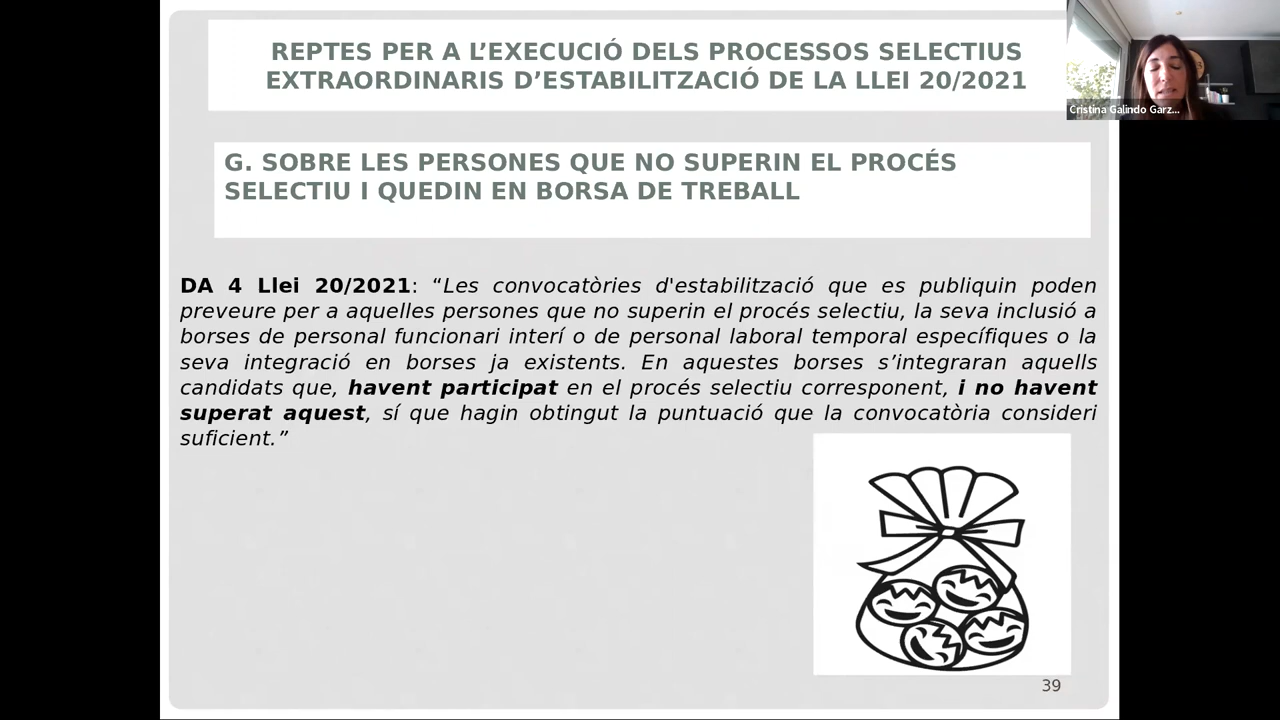 REPTES PER A L’EXECUCIÓ DELS PROCESSOS SELECTIUS
EXTRAORDINARIS D’ESTABILITZACIÓ DE LA LLEI 20/2021
Cristina Galindo Garz...
G. SOBRE LES PERSONES QUE NO SUPERIN EL PROCÉS
SELECTIU I QUEDIN EN BORSA DE TREBALL
DA 4 Llei 20/2021: “Les convocatòries d'estabilització que es publiquin poden
preveure per a aquelles persones que no superin el procés selectiu, la seva inclusió a
borses de personal funcionari interí o de personal laboral temporal específiques o la
seva integració en borses ja existents. En aquestes borses s’integraran aquells
candidats que, havent participat en el procés selectiu corresponent, i no havent
superat aquest, sí que hagin obtingut la puntuació que la convocatòria consideri
suficient.”
39